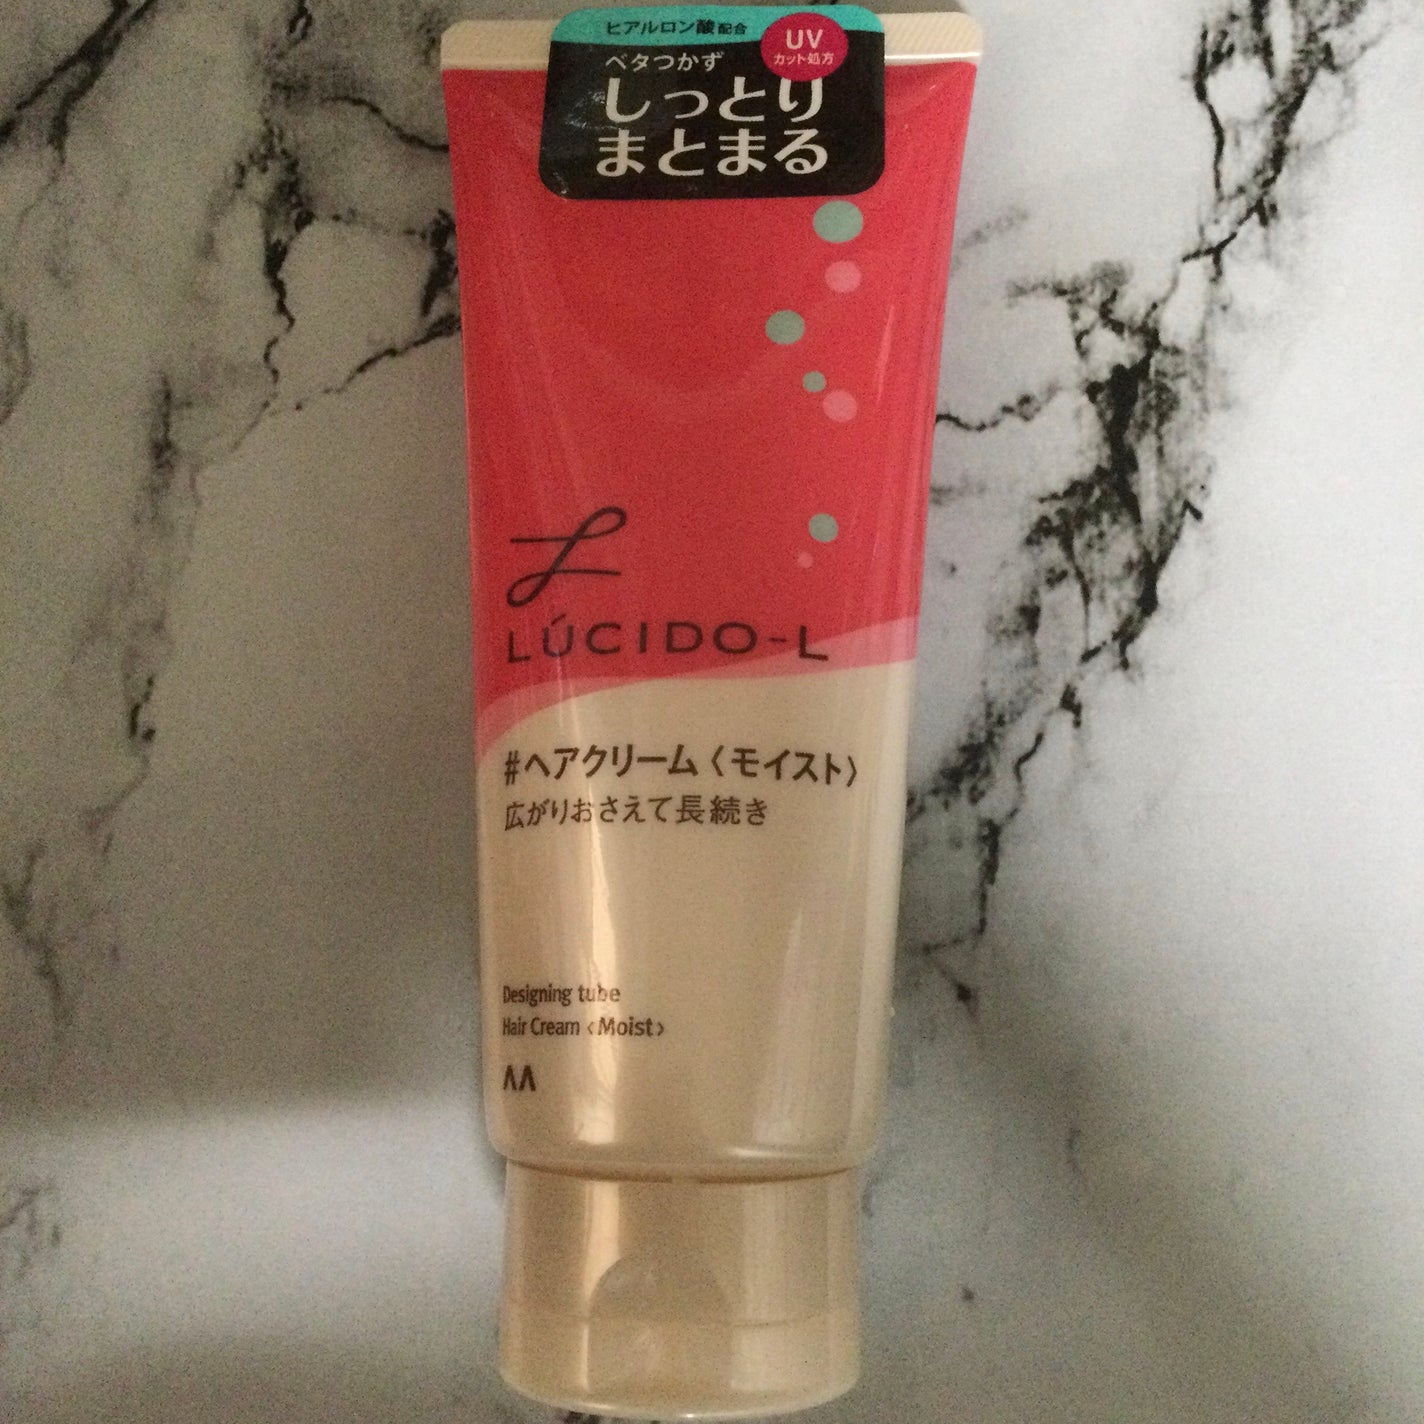 ヒアルロン酸配合
UV
カット処方
ベタつかず
しっとり
まとまる
LÚCIDO-L
#ヘアクリーム〈モイスト〉
広がりおさえて長続き
Designing tube
Hair Cream ‹Moist›